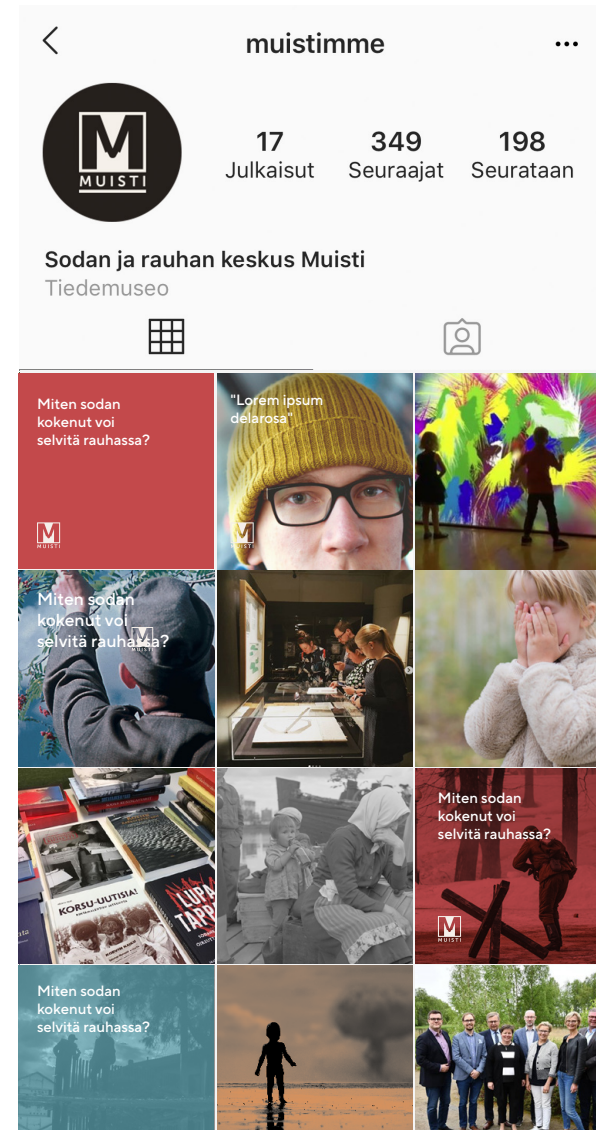 muistimme
M
MUISTI
17
Julkaisut
349
Seuraajat
198
Seurataan
Sodan ja rauhan keskus Muisti
Tiedemuseo
Miten sodan
kokenut voi
selvitä rauhassa?
M
MUISTI
"Lorem ipsum
delarosa"
M
MUISTI
Miten sodan
kokenut voi
selvitä rauhassa?
M
MUISTI
KORSU-UUTISIA!
LUPA
TAPP
Miten sodan
kokenut voi
selvitä rauhassa?
M
MUISTI
Miten sodan
kokenut voi
selvitä rauhassa?